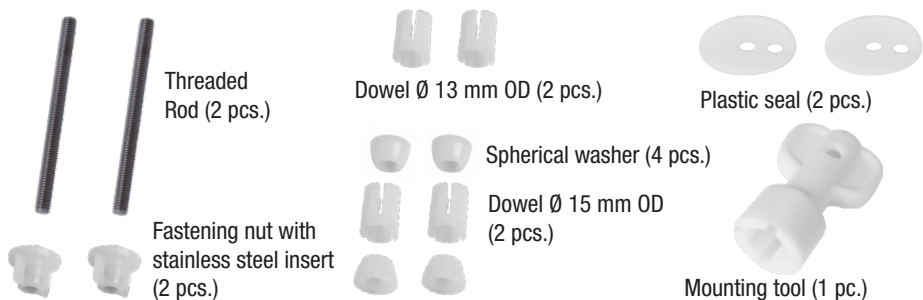 Threaded
Rod (2 pcs.)
Fastening nut with
stainless steel insert
(2 pcs.)
Dowel Ø 13 mm OD (2 pcs.)
Spherical washer (4 pcs.)
Dowel Ø 15 mm OD
(2 pcs.)
Plastic seal (2 pcs.)
Mounting tool (1 pc.)